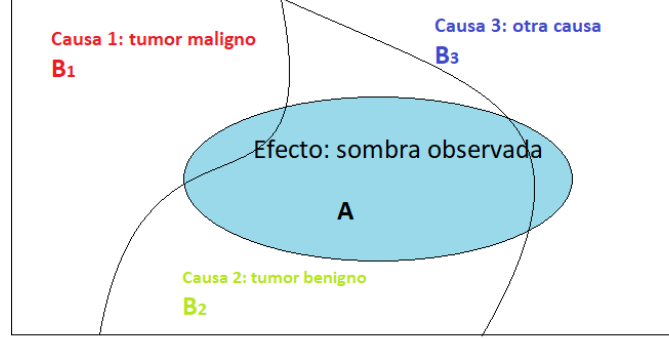 Causa 1: tumor maligno
B1
Causa 3: otra causa
B3
Efecto: sombra observada
A
Causa 2: tumor benigno
B2